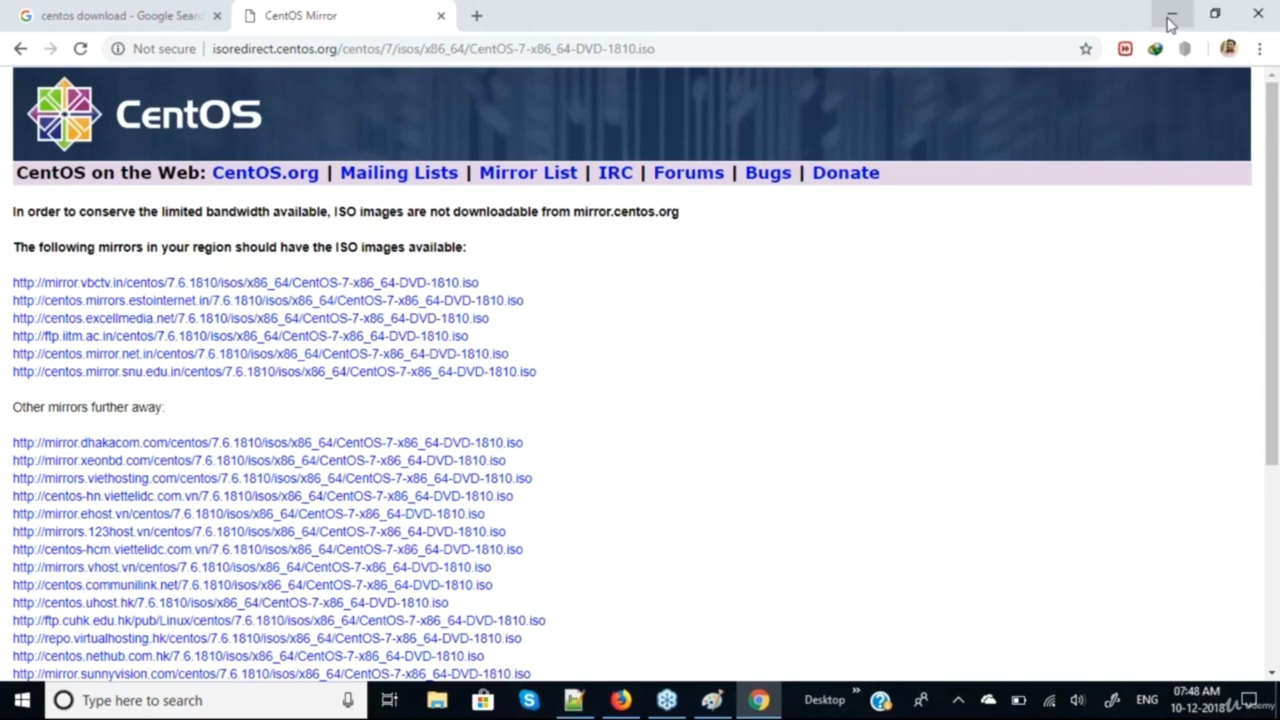 centos download - Google Searc
CentOS Mirror
Not secure
isoredirect.centos.org/centos/7/isos/x86_64/CentOS-7-x86_64-DVD-1810.iso
CentOS
CentOS on the Web: CentOS.org | Mailing Lists | Mirror List | IRC | Forums | Bugs | Donate
In order to conserve the limited bandwidth available, ISO images are not downloadable from mirror.centos.org
The following mirrors in your region should have the ISO images available:
http://mirror.vbctv.in/centos/7.6.1810/isos/x86_64/CentOS-7-x86_64-DVD-1810.iso
http://centos.mirrors.estointernet.in/7.6.1810/isos/x86_64/CentOS-7-x86_64-DVD-1810.iso
http://centos.excellmedia.net/7.6.1810/isos/x86_64/CentOS-7-x86_64-DVD-1810.iso
http://ftp.iitm.ac.in/centos/7.6.1810/isos/x86_64/CentOS-7-x86_64-DVD-1810.iso
http://centos.mirror.net.in/centos/7.6.1810/isos/x86_64/CentOS-7-x86_64-DVD-1810.iso
http://centos.mirror.snu.edu.in/centos/7.6.1810/isos/x86_64/CentOS-7-x86_64-DVD-1810.iso
Other mirrors further away:
http://mirror.dhakacom.com/centos/7.6.1810/isos/x86_64/CentOS-7-x86_64-DVD-1810.iso
http://mirror.xeonbd.com/centos/7.6.1810/isos/x86_64/CentOS-7-x86_64-DVD-1810.iso
http://mirrors.viethosting.com/centos/7.6.1810/isos/x86_64/CentOS-7-x86_64-DVD-1810.iso
http://centos-hn.viettelidc.com.vn/7.6.1810/isos/x86_64/CentOS-7-x86_64-DVD-1810.iso
http://mirror.ehost.vn/centos/7.6.1810/isos/x86_64/CentOS-7-x86_64-DVD-1810.iso
http://mirrors.123host.vn/centos/7.6.1810/isos/x86_64/CentOS-7-x86_64-DVD-1810.iso
http://centos-hcm.viettelidc.com.vn/7.6.1810/isos/x86_64/CentOS-7-x86_64-DVD-1810.iso
http://mirrors.vhost.vn/centos/7.6.1810/isos/x86_64/CentOS-7-x86_64-DVD-1810.iso
http://centos.communilink.net/7.6.1810/isos/x86_64/CentOS-7-x86_64-DVD-1810.iso
http://centos.uhost.hk/7.6.1810/isos/x86_64/CentOS-7-x86_64-DVD-1810.iso
http://ftp.cuhk.edu.hk/pub/Linux/centos/7.6.1810/isos/x86_64/CentOS-7-x86_64-DVD-1810.iso
http://repo.virtualhosting.hk/centos/7.6.1810/isos/x86_64/CentOS-7-x86_64-DVD-1810.iso
http://centos.nethub.com.hk/7.6.1810/isos/x86_64/CentOS-7-x86_64-DVD-1810.iso
http://mirror.sunnyvision.com/centos/7.6.1810/isos/x86_64/CentOS-7-x86_64-DVD-1810.iso
Type here to search
Desktop
ENG
07:48 AM
10-12-2018
Udemy